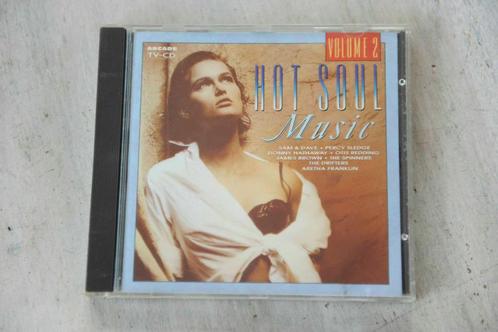 ARCADE
TV-CD
VOLUME 2
HOT SOUL
Music
SAM & DAVE • PERCY SLEDGE
DONNY HATHAWAY • OTIS REDDING
JAMES BROWN • THE SPINNERS
THE DRIFTERS
ARETHA FRANKLIN